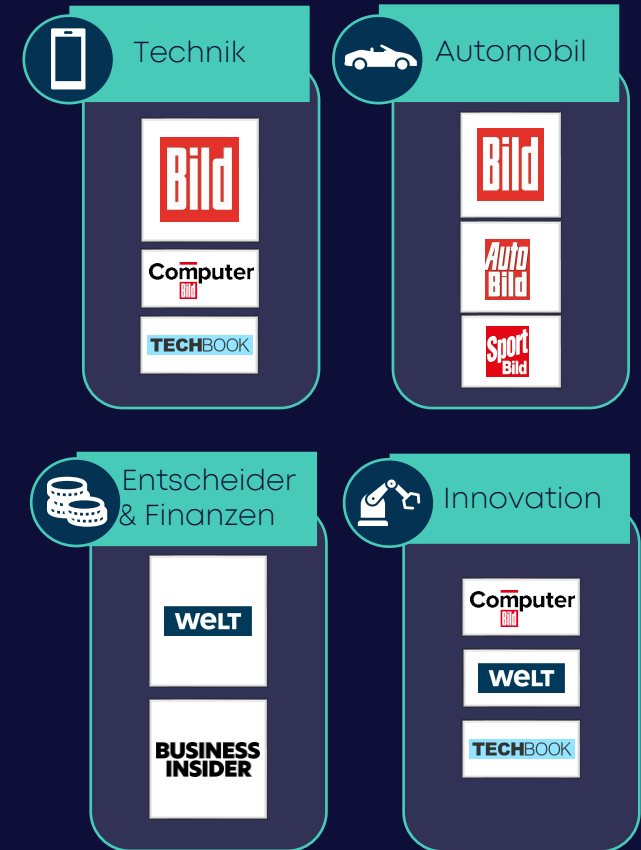 Technik
Bild
Computer
Bild
TECHBOOK
Automobil
Bild
Auto
Bild
Sport
Bild
Entscheider
& Finanzen
WELT
BUSINESS
INSIDER
Innovation
Computer
Bild
WELT
TECHBOOK